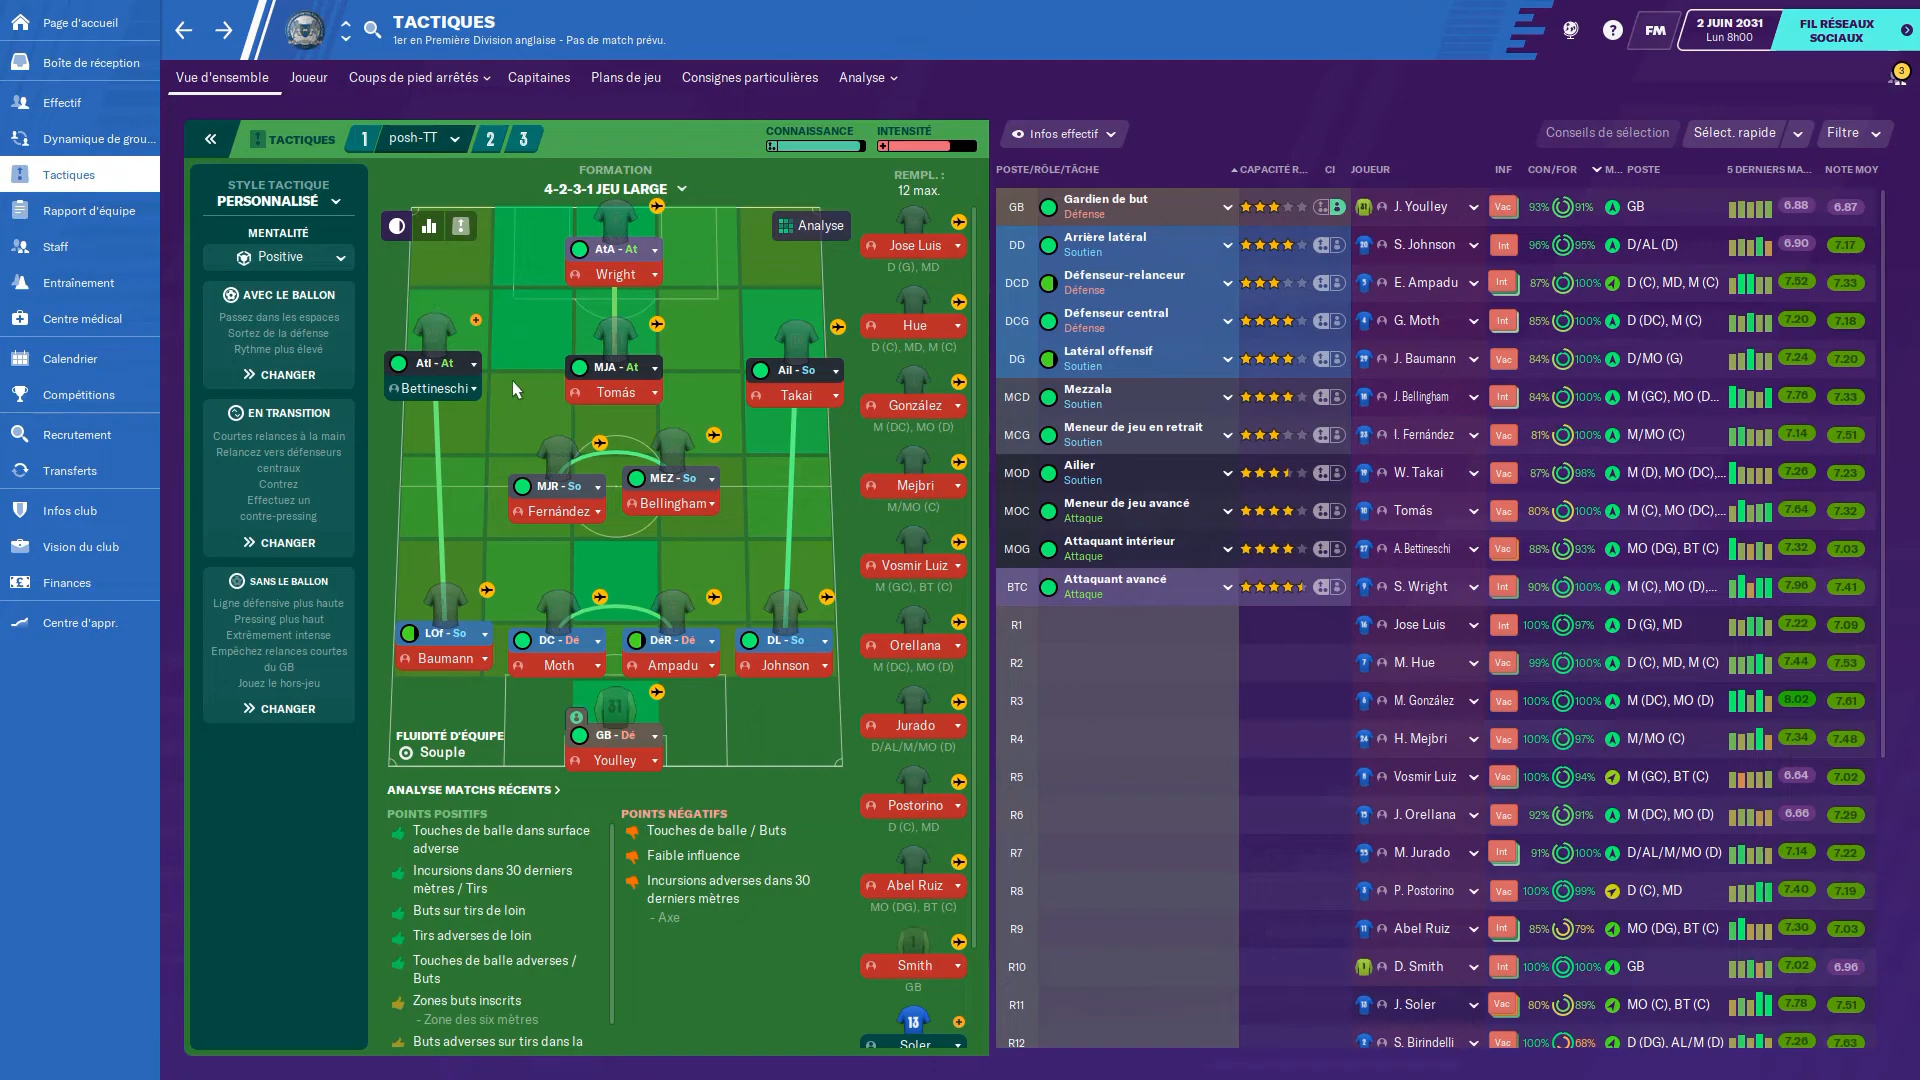 Page d'accueil
Boîte de réception
Effectif
Dynamique de grou...
Tactiques
Rapport d'équipe
Staff
Entraînement
Centre médical
Calendrier
Compétitions
Recrutement
Transferts
Infos club
Vision du club
Finances
Centre d'appr.
TACTIQUES
1er en Première Division anglaise - Pas de match prévu.
FM
2 JUIN 2031
Lun 8h00
FIL RÉSEAUX
SOCIAUX
Vue d'ensemble Joueur Coups de pied arrêtés Capitaines Plans de jeu Consignes particulières Analyse
3
TACTIQUES 1 posh-TT 2 3
CONNAISSANCE INTENSITÉ
STYLE TACTIQUE
PERSONNALISÉ
MENTALITÉ
Positive
AVEC LE BALLON
Passez dans les espaces
Sortez de la défense
Rythme plus élevé
CHANGER
EN TRANSITION
Courtes relances à la main
Relancez vers défenseurs
centraux
Contrez
Effectuez un
contre-pressing
CHANGER
SANS LE BALLON
Ligne défensive plus haute
Pressing plus haut
Extrêmement intense
Empêchez relances courtes
du GB
Jouez le hors-jeu
CHANGER
FORMATION
4-2-3-1 JEU LARGE
Analyse
AtA - At
Wright
AtI - At
Bettineschi
MJA - At
Tomás
Ail - So
Takai
MJR - So
Fernández
MEZ - So
Bellingham
LOf - So
Baumann
DC - Dé
Moth
DéR - Dé
Ampadu
DL - So
Johnson
31
GB - Dé
Youlley
FLUIDITÉ D'ÉQUIPE
Souple
REMPL. :
12 max.
Jose Luis
D (G), MD
Hue
D (C), MD, M (C)
González
M (DC), MO (D)
Mejbri
M/MO (C)
Vosmir Luiz
M (GC), BT (C)
Orellana
M (DC), MO (D)
Jurado
D/AL/M/MO (D)
Postorino
D (C), MD
Abel Ruiz
MO (DG), BT (C)
1
Smith
GB
13
Soler
ANALYSE MATCHS RÉCENTS
POINTS POSITIFS
Touches de balle dans surface
adverse
Incursions dans 30 derniers
mètres / Tirs
Buts sur tirs de loin
Tirs adverses de loin
Touches de balle adverses /
Buts
Zones buts inscrits
- Zone des six mètres
Buts adverses sur tirs dans la
POINTS NÉGATIFS
Touches de balle / Buts
Faible influence
Incursions adverses dans 30
derniers mètres
- Axe
Infos effectif
Conseils de sélection Sélect. rapide Filtre
POSTE/RÔLE/TÂCHE CAPACITÉ R... CI JOUEUR INF CON/FOR M... POSTE 5 DERNIERS MA... NOTE MOY
GB Gardien de but Défense J. Youlley Vac 93% 91% GB 6.88 6.87
DD Arrière latéral Soutien S. Johnson Int 96% 95% D/AL (D) 6.90 7.17
DCD Défenseur-relanceur Défense E. Ampadu Int 87% 100% D (C), MD, M (C) 7.52 7.33
DCG Défenseur central Défense G. Moth Int 85% 100% D (DC), M (C) 7.20 7.18
DG Latéral offensif Soutien J. Baumann Vac 84% 100% D/MO (G) 7.24 7.20
MCD Mezzala Soutien J. Bellingham Int 84% 100% M (GC), MO (D... 7.76 7.33
MCG Meneur de jeu en retrait Soutien I. Fernández Vac 81% 100% M/MO (C) 7.14 7.51
MOD Ailier Soutien W. Takai Vac 87% 98% M (D), MO (DC),... 7.26 7.23
MOC Meneur de jeu avancé Attaque Tomás Vac 80% 100% M (C), MO (DC),... 7.64 7.32
MOG Attaquant intérieur Attaque A. Bettineschi Vac 88% 93% MO (DG), BT (C) 7.32 7.03
BTC Attaquant avancé Attaque S. Wright Int 90% 100% M (C), MO (D),... 7.96 7.41
R1 Jose Luis Int 100% 97% D (G), MD 7.22 7.09
R2 M. Hue Vac 99% 100% D (C), MD, M (C) 7.44 7.53
R3 M. González Vac 100% 100% M (DC), MO (D) 8.02 7.61
R4 H. Mejbri Vac 100% 97% M/MO (C) 7.34 7.48
R5 Vosmir Luiz Vac 100% 94% M (GC), BT (C) 6.64 7.02
R6 J. Orellana Vac 92% 91% M (DC), MO (D) 6.66 7.29
R7 M. Jurado Int 91% 100% D/AL/M/MO (D) 7.14 7.22
R8 P. Postorino Vac 100% 99% D (C), MD 7.40 7.19
R9 Abel Ruiz Int 85% 79% MO (DG), BT (C) 7.30 7.03
R10 D. Smith Int 100% 100% GB 7.02 6.96
R11 J. Soler Vac 80% 89% MO (C), BT (C) 7.78 7.51
R12 S. Birindelli Vac 100% 68% D (DG), AL/M (D) 7.26 7.63